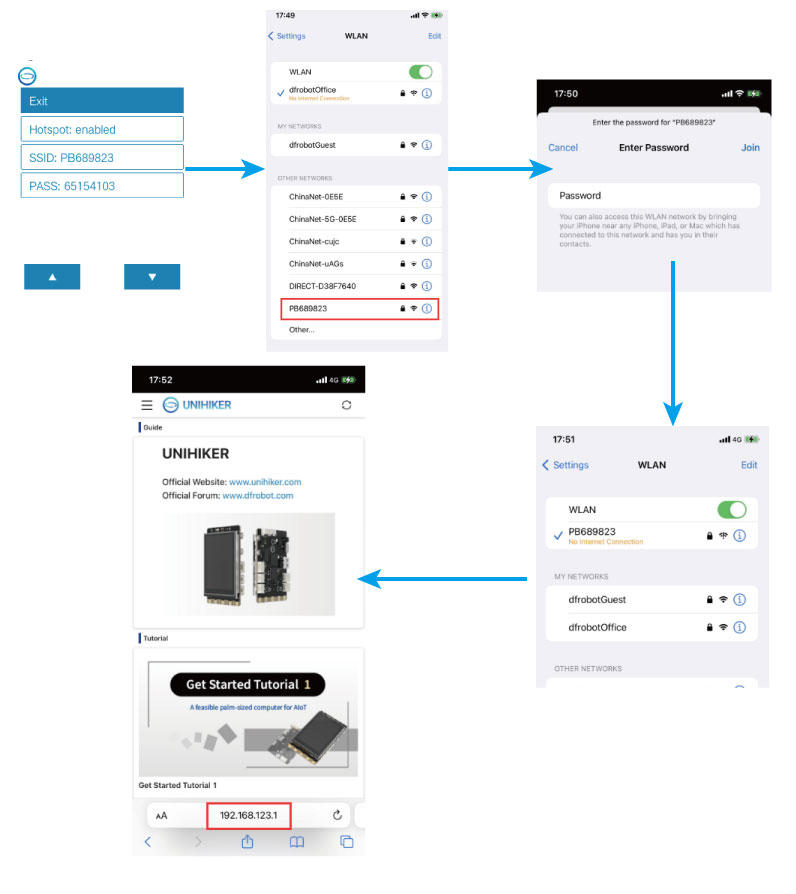 Exit
Hotspot: enabled
SSID: PB689823
PASS: 65154103
17:49
Settings
WLAN
Edit
WLAN
dfrobotOffice
No Internet Connection
MY NETWORKS
dfrobotGuest
OTHER NETWORKS
ChinaNet-0E5E
ChinaNet-5G-0E5E
ChinaNet-cujc
ChinaNet-uAGs
DIRECT-D38F7640
PB689823
Other...
17:50
Enter the password for "PB689823"
Cancel
Enter Password
Join
Password
You can also access this WLAN network by bringing
your iPhone near any iPhone, iPad, or Mac which has
connected to this network and has you in their
contacts.
17:51
4G
Settings
WLAN
Edit
WLAN
PB689823
No Internet Connection
MY NETWORKS
dfrobotGuest
dfrobotOffice
OTHER NETWORKS
17:52
4G
UNIHIKER
Guide
UNIHIKER
Official Website: www.unihiker.com
Official Forum: www.dfrobot.com
Tutorial
Get Started Tutorial 1
A feasible palm-sized computer for AIoT
Get Started Tutorial 1
AA
192.168.123.1